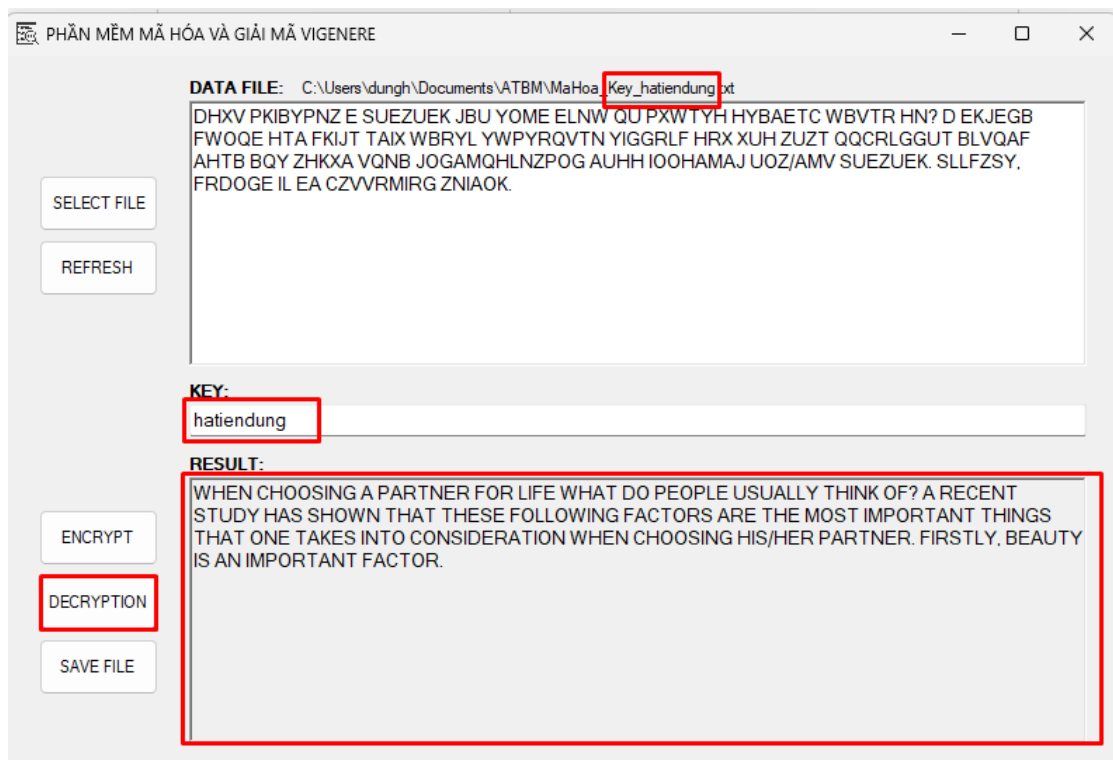 PHẦN MỀM MÃ HÓA VÀ GIẢI MÃ VIGENERE
DATA FILE: C:\Users\dungh\Documents\ATBM\MaHoa_Key_hatiendung.txt
DHXV PKIBYPNZ E SUEZUEK JBU YOME ELNW QU PXWTYH HYBAETC WBVTR HN? D EKJEGB
FWOQE HTA FKIJT TAIX WBRYL YWPYRQVTN YIGGRLF HRX XUH ZUZT QQCRLGGUT BLVQAF
AHTB BQY ZHKXA VQNB JOGAMQHLNZPOG AUHH IOOHAMAJ UOZ/AMV SUEZUEK. SLLFZSY,
FRDOGE IL EA CZVVRMIRG ZNIAOK.
SELECT FILE
REFRESH
KEY:
hatiendung
RESULT:
WHEN CHOOSING A PARTNER FOR LIFE WHAT DO PEOPLE USUALLY THINK OF? A RECENT
STUDY HAS SHOWN THAT THESE FOLLOWING FACTORS ARE THE MOST IMPORTANT THINGS
THAT ONE TAKES INTO CONSIDERATION WHEN CHOOSING HIS/HER PARTNER. FIRSTLY, BEAUTY
IS AN IMPORTANT FACTOR.
ENCRYPT
DECRYPTION
SAVE FILE